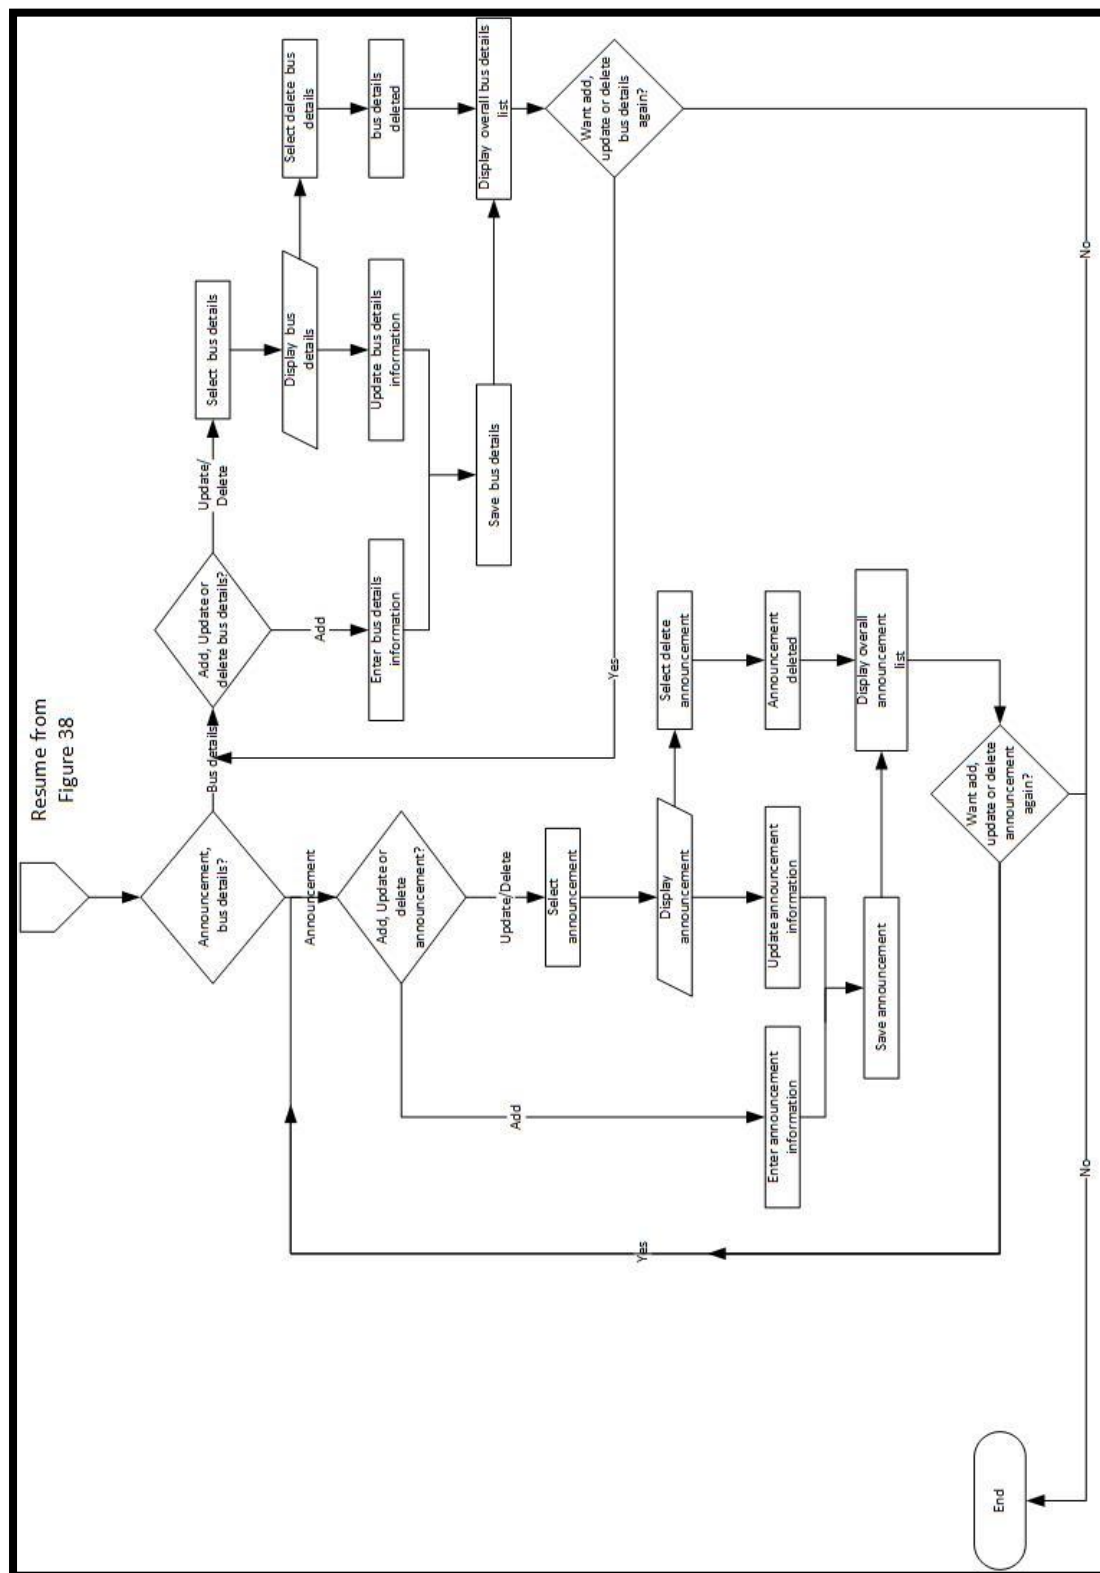 Resume from
Figure 38
Announcement,
bus details?
Bus details
Add, Update or
delete bus details?
Update/
Delete
Select bus details
Add
Enter bus details
information
Display bus
details
Select delete bus
details
Update bus details
information
bus details
deleted
Save bus details
Display overall bus details
list
Want add,
update or delete
bus details
again?
Yes
No
Announcement
Add, Update or
delete
announcement?
Update/Delete
Select
announcement
Add
Display
announcement
Select delete
announcement
Enter announcement
information
Update announcement
information
Announcement
deleted
Save announcement
Display overall
announcement
list
Want add,
update or delete
announcement
again?
Yes
No
End